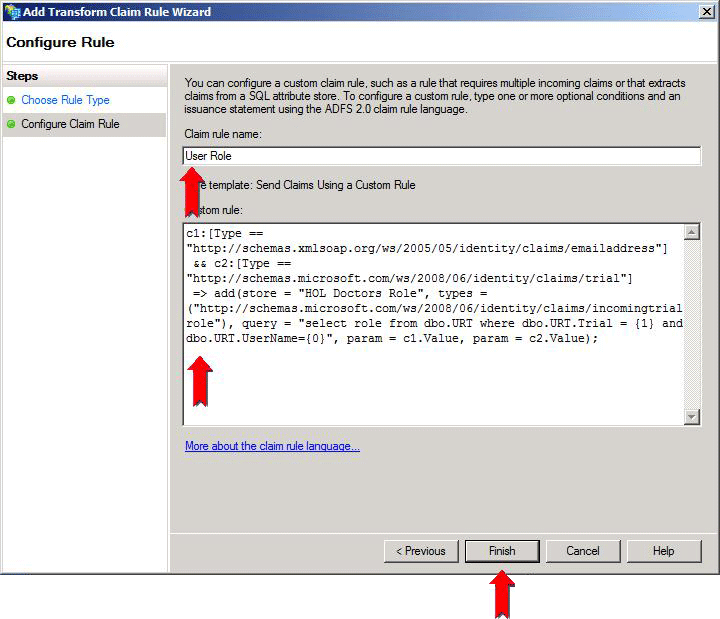 Add Transform Claim Rule Wizard
Configure Rule
Steps
Choose Rule Type
Configure Claim Rule
You can configure a custom claim rule, such as a rule that requires multiple incoming claims or that extracts
claims from a SQL attribute store. To configure a custom rule, type one or more optional conditions and an
issuance statement using the ADFS 2.0 claim rule language.
Claim rule name:
User Role
template: Send Claims Using a Custom Rule
rule:
c1:[Type ==
"http://schemas.xmlsoap.org/ws/2005/05/identity/claims/emailaddress"]
&& c2:[Type ==
"http://schemas.microsoft.com/ws/2008/06/identity/claims/trial"]
=> add(store = "HOL Doctors Role", types =
("http://schemas.microsoft.com/ws/2008/06/identity/claims/incomingtrial
role"), query = "select role from dbo.URT where dbo.URT.Trial = {1} and
dbo.URT.UserName={0}", param = c1.Value, param = c2.Value);
More about the claim rule language...
< Previous
Finish
Cancel
Help